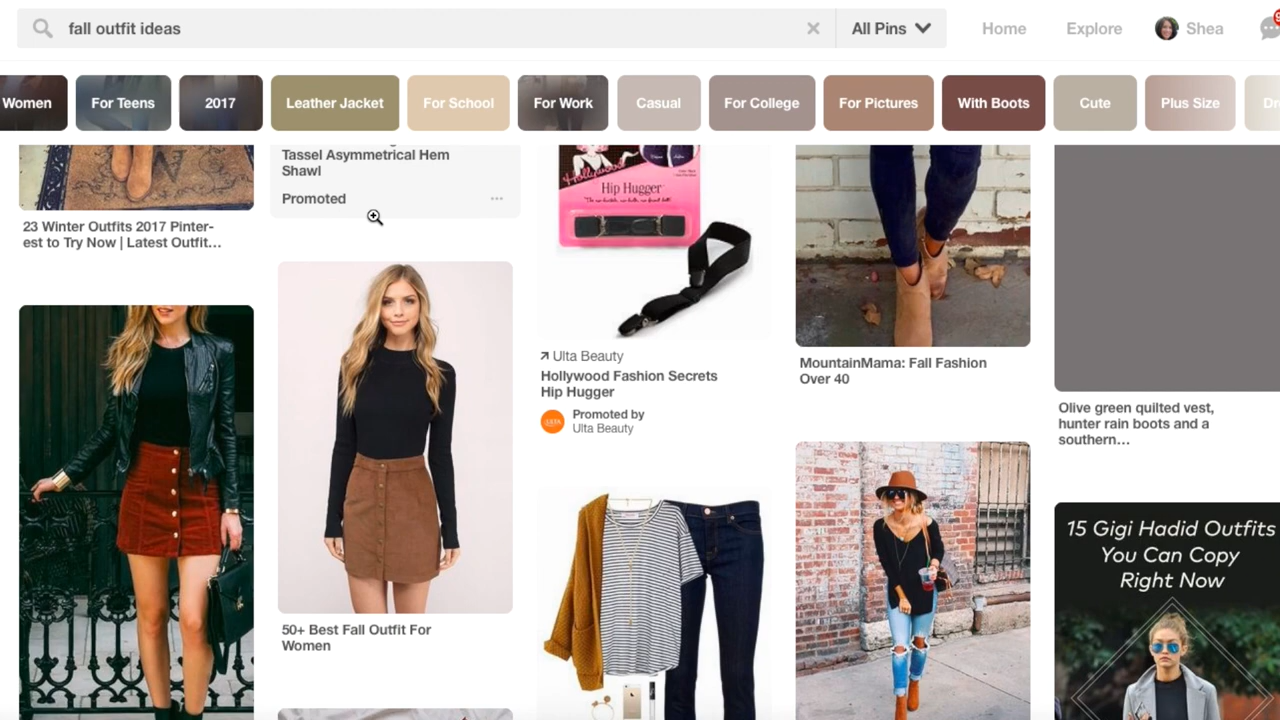 fall outfit ideas
All Pins
Home
Explore
Shea
Women
For Teens
2017
Leather Jacket
For School
For Work
Casual
For College
For Pictures
With Boots
Cute
Plus Size
23 Winter Outfits 2017 Pinter-
est to Try Now | Latest Outfit...
Tassel Asymmetrical Hem
Shawl
Promoted
50+ Best Fall Outfit For
Women
Hollywood
Hip Hugger
Ulta Beauty
Hollywood Fashion Secrets
Hip Hugger
ULTA
Promoted by
Ulta Beauty
MountainMama: Fall Fashion
Over 40
Olive green quilted vest,
hunter rain boots and a
southern...
15 Gigi Hadid Outfits
You Can Copy
Right Now